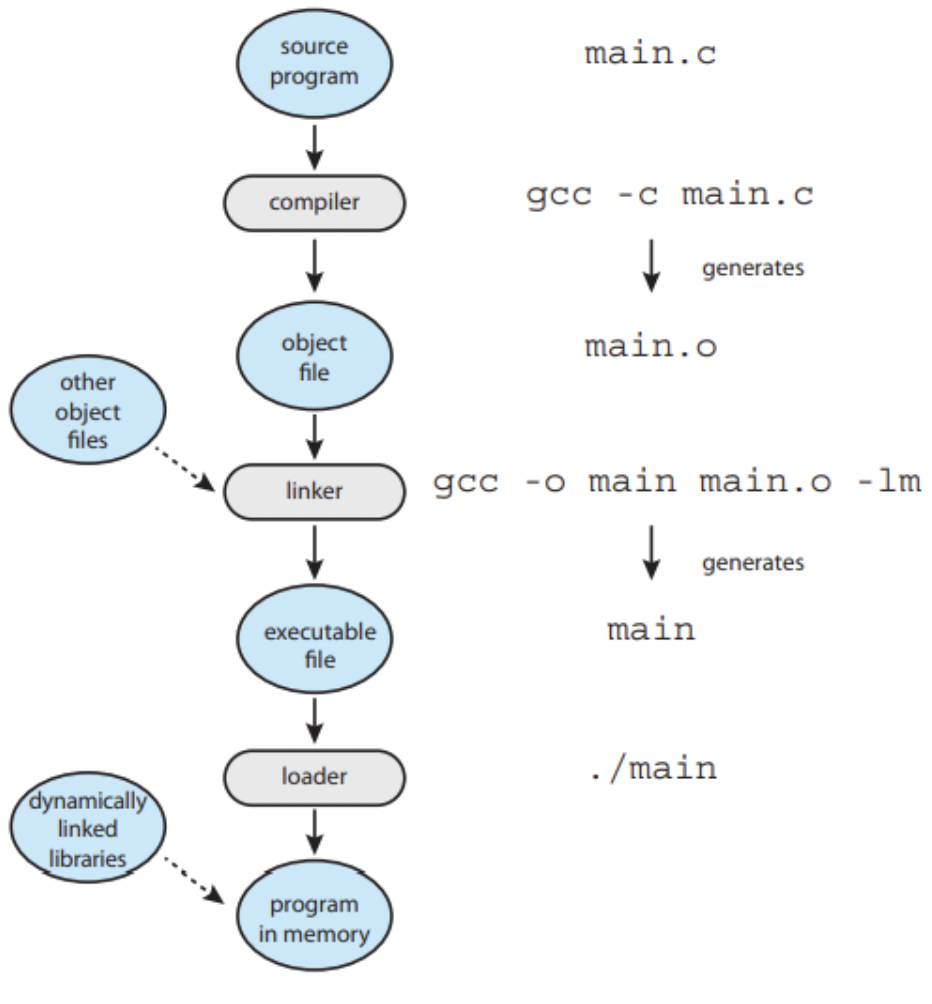 source
program
main.c
compiler
gcc -c main.c
generates
object
file
main.o
other
object
files
linker
gcc -o main main.o -lm
generates
executable
file
main
loader
./main
dynamically
linked
libraries
program
in memory